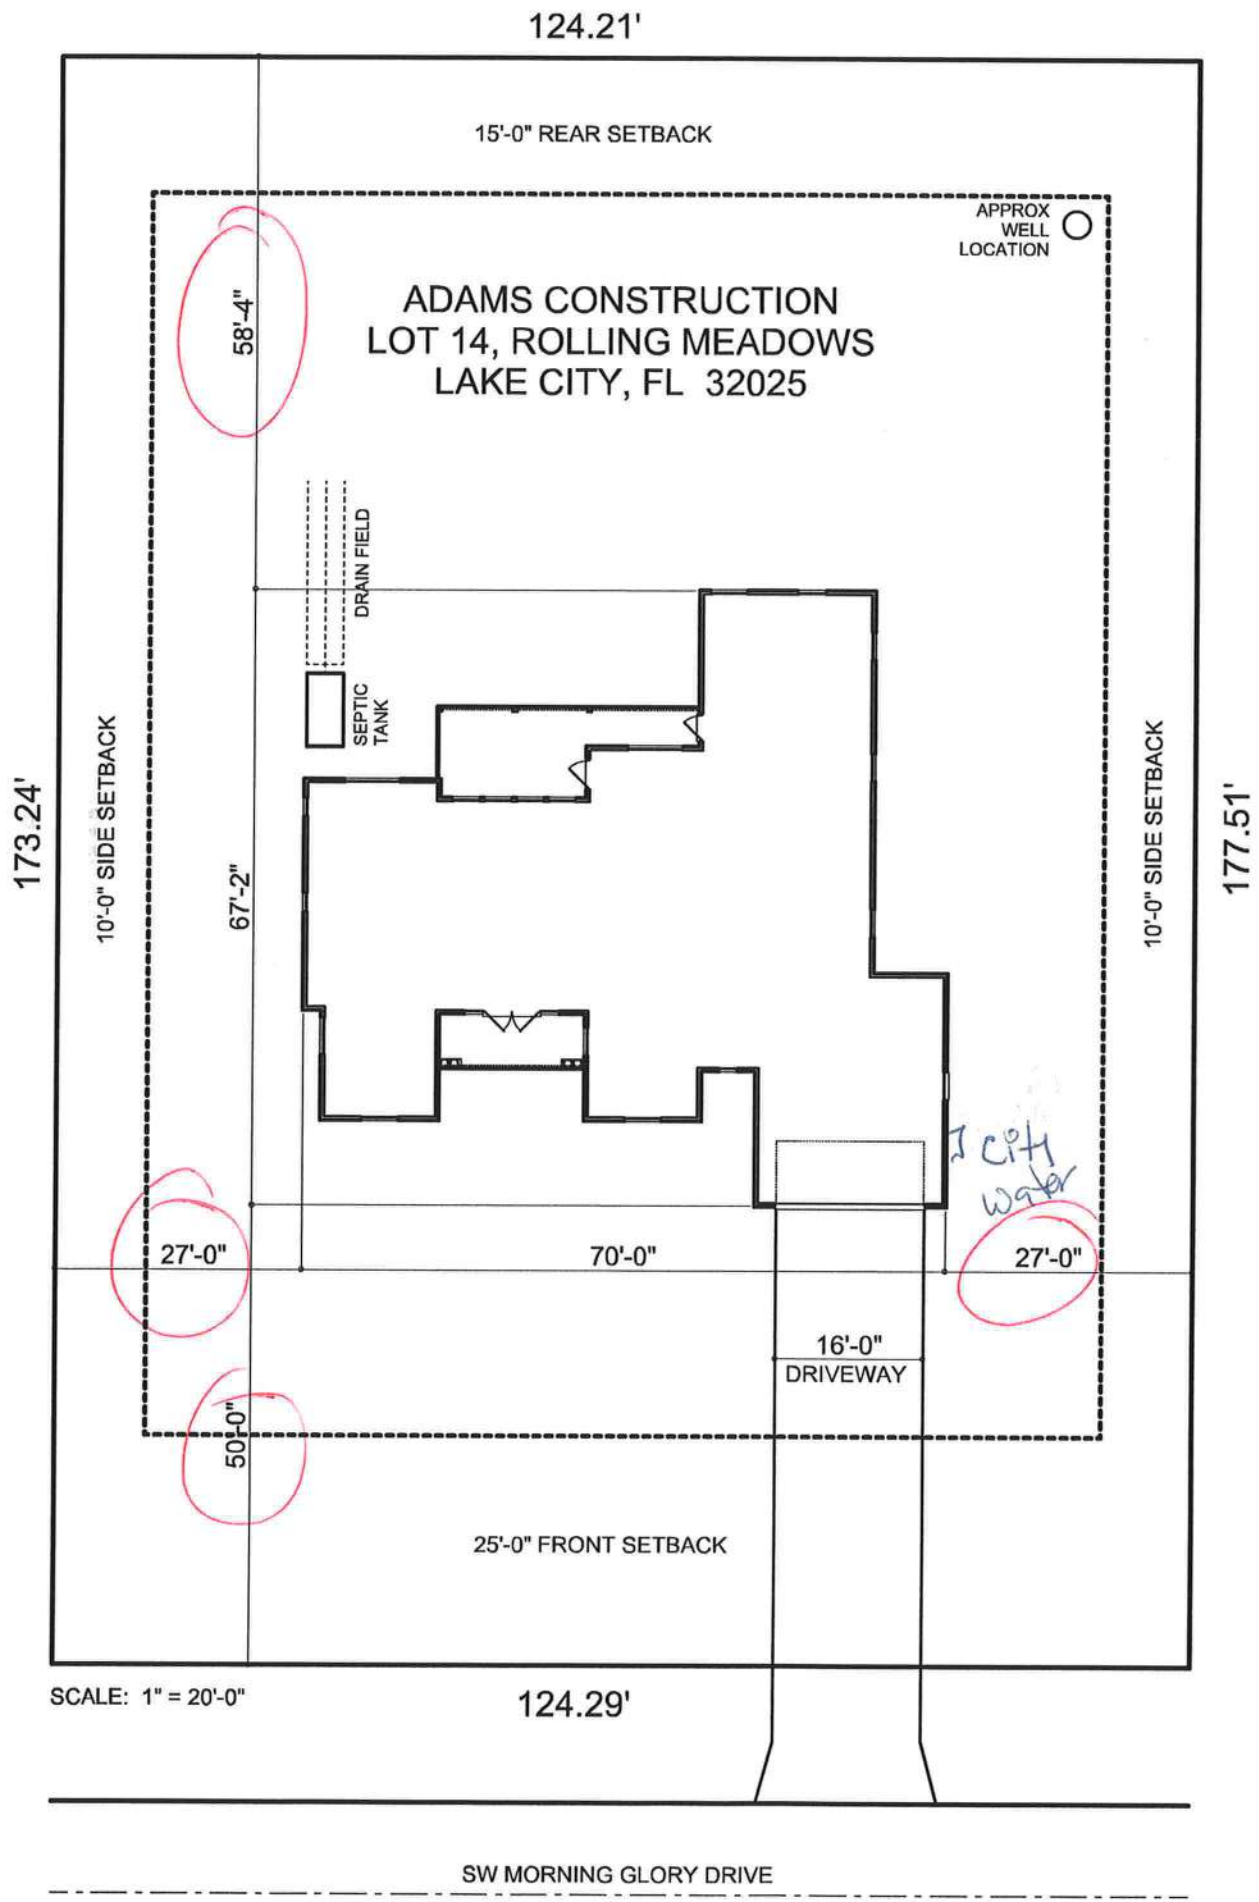 124.21'
15'-0" REAR SETBACK
APPROX
WELL
LOCATION
58'-4"
ADAMS CONSTRUCTION
LOT 14, ROLLING MEADOWS
LAKE CITY, FL 32025
DRAIN FIELD
SEPTIC
TANK
10'-0" SIDE SETBACK
173.24'
67'-2"
10'-0" SIDE SETBACK
177.51'
City
water
27'-0"
70'-0"
27'-0"
16'-0"
DRIVEWAY
50'-0"
25'-0" FRONT SETBACK
SCALE: 1" = 20'-0"
124.29'
SW MORNING GLORY DRIVE